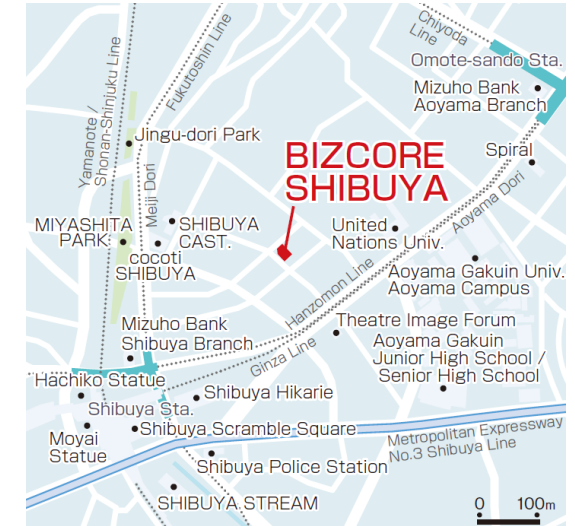 Chiyoda
Line
Omote-sando Sta.
Mizuho Bank
Aoyama Branch
Fukutoshin Line
Yamanote /
Shonan-Shinjuku Line
Jingu-dori Park
BIZCORE
SHIBUYA
Spiral
Meiji Dori
Aoyama Dori
MIYASHITA
PARK
SHIBUYA
CAST.
cocoti
SHIBUYA
United
Nations Univ.
Aoyama Gakuin Univ.
Aoyama Campus
Hanzomon Line
Mizuho Bank
Shibuya Branch
Ginza Line
Theatre Image Forum
Aoyama Gakuin
Junior High School /
Senior High School
Hachiko Statue
Shibuya Hikarie
Shibuya Sta.
Moyai
Statue
Shibuya Scramble Square
Metropolitan Expressway
No.3 Shibuya Line
Shibuya Police Station
SHIBUYA STREAM
0 100m